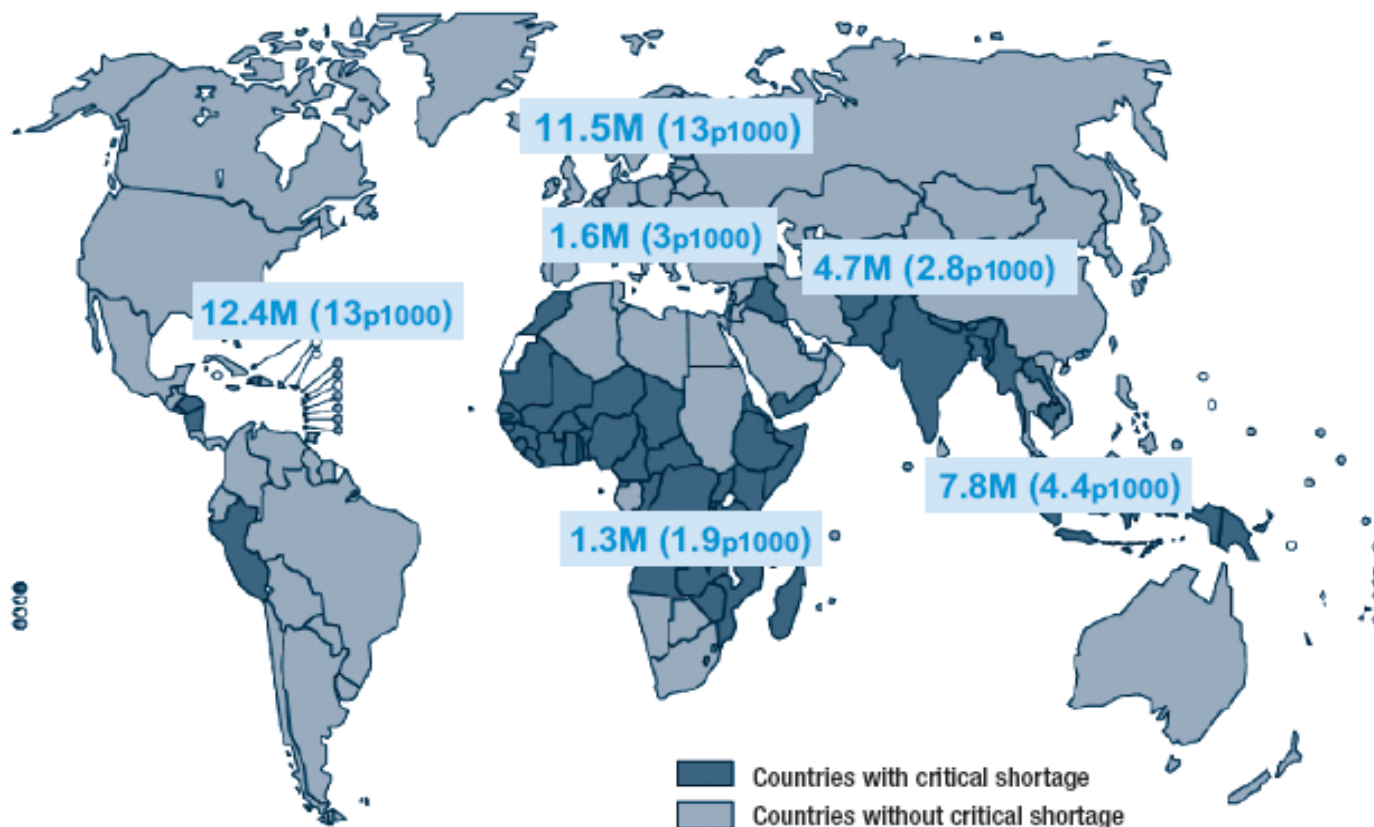 11.5M (13p1000)
1.6M (3p1000)
4.7M (2.8p1000)
12.4M (13p1000)
7.8M (4.4p1000)
1.3M (1.9p1000)
Countries with critical shortage
Countries without critical shortage